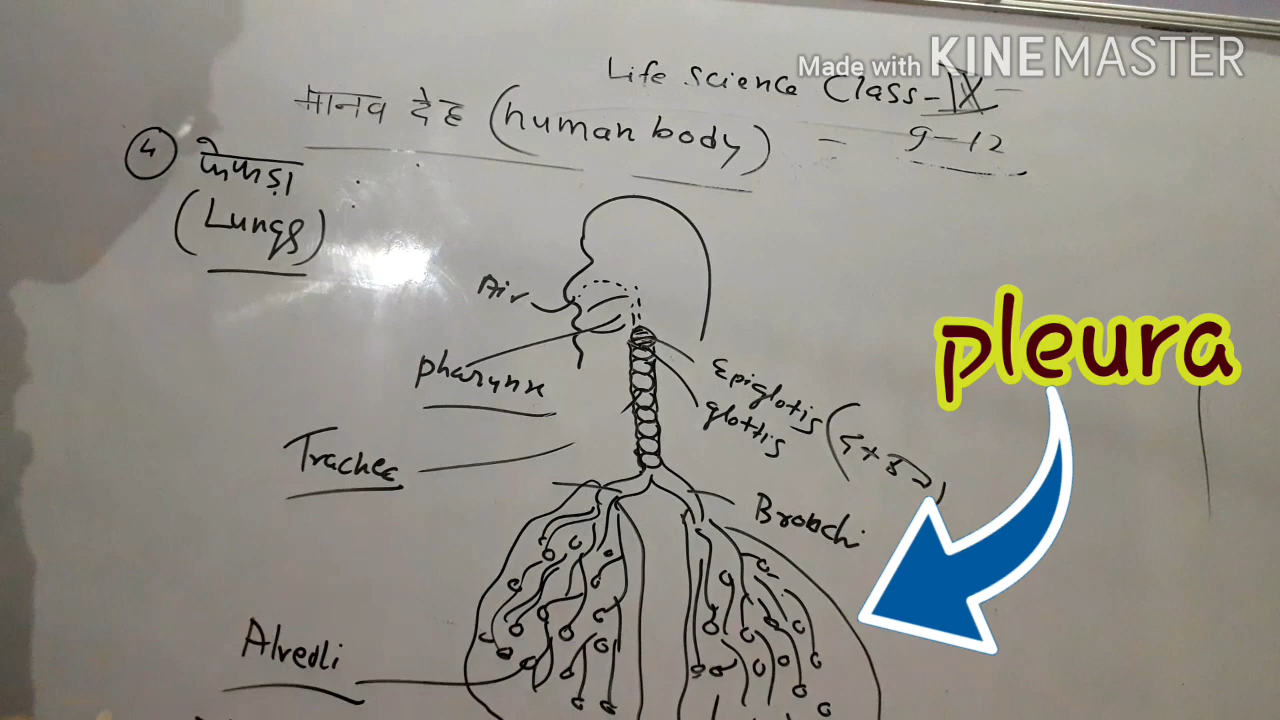 Made with KINEMASTER
Life science Class-IX
मानव देह (human body) - 9-12
4 फेफड़ा
(Lungs)
Air
pleura
pharynx
Epiglotis
glottis
Trachee
Bronchi
Alveoli